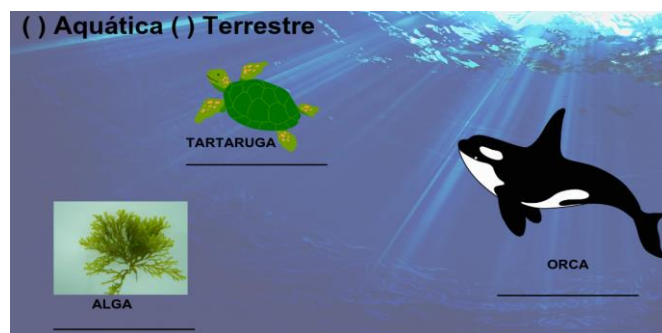 ( ) Aquática ( ) Terrestre
TARTARUGA
ORCA
ALGA